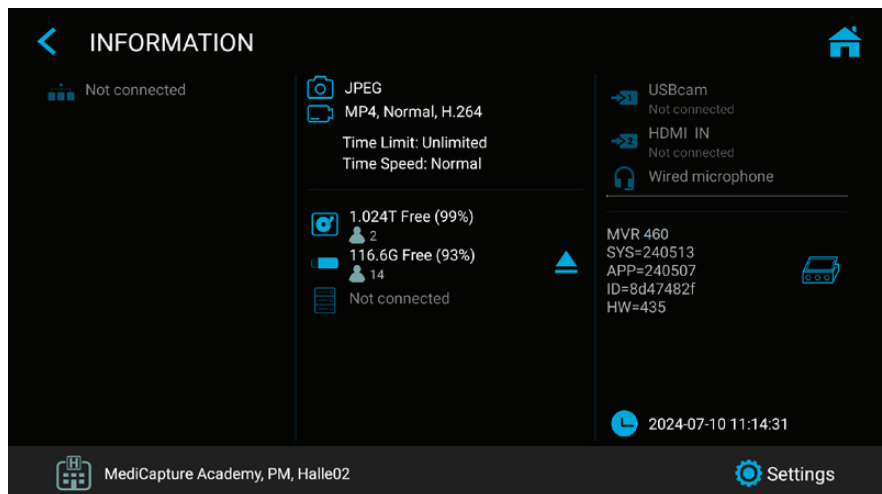 INFORMATION
Not connected
JPEG
MP4, Normal, H.264
Time Limit: Unlimited
Time Speed: Normal
1.024T Free (99%)
2
116.6G Free (93%)
14
Not connected
1
USBcam
Not connected
2
HDMI IN
Not connected
Wired microphone
MVR 460
SYS=240513
APP=240507
ID=8d47482f
HW=435
2024-07-10 11:14:31
H
MediCapture Academy, PM, Halle02
Settings